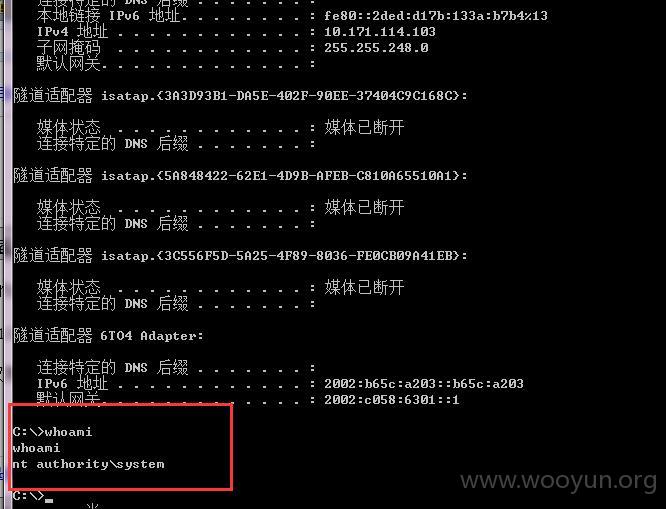 连接特定的 DNS 后缀 . . . . . . . :
本地链接 IPv6 地址. . . . . . . . : fe80::2ded:d17b:133a:b7b4%13
IPv4 地址 . . . . . . . . . . . . : 10.171.114.103
子网掩码  . . . . . . . . . . . . : 255.255.248.0
默认网关. . . . . . . . . . . . . :
隧道适配器 isatap.{3A3D93B1-DA5E-402F-90EE-37404C9C168C}:
媒体状态  . . . . . . . . . . . . : 媒体已断开
连接特定的 DNS 后缀 . . . . . . . :
隧道适配器 isatap.{5A848422-62E1-4D9B-AFEB-C810A65510A1}:
媒体状态  . . . . . . . . . . . . : 媒体已断开
连接特定的 DNS 后缀 . . . . . . . :
隧道适配器 isatap.{3C556F5D-5A25-4F89-8036-FE0CB09A41EB}:
媒体状态  . . . . . . . . . . . . : 媒体已断开
连接特定的 DNS 后缀 . . . . . . . :
隧道适配器 6TO4 Adapter:
连接特定的 DNS 后缀 . . . . . . . :
IPv6 地址 . . . . . . . . . . . . : 2002:b65c:a203::b65c:a203
默认网关. . . . . . . . . . . . . : 2002:c058:6301::1
C:\>whoami
whoami
nt authority\system
C:\>_
www.wooyun.org